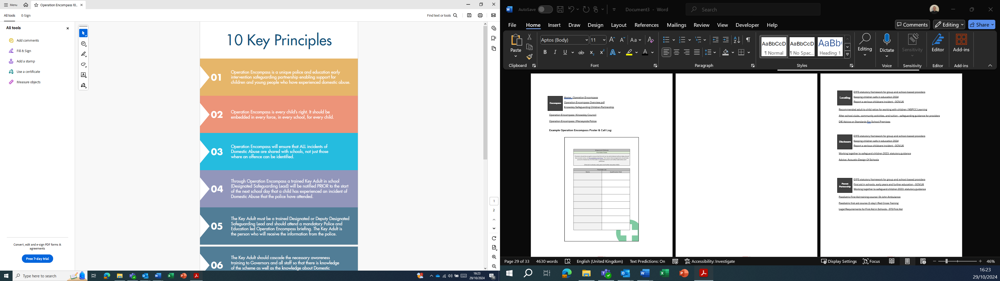 Menu
Operation Encompass 10...
All tools
E-Sign
Find text or tools
All tools
Add comments
Fill & Sign
Add a stamp
Use a certificate
Measure objects
Convert, edit and e-sign PDF forms &
agreements
Free 7-day trial
10 Key Principles
01
Operation Encompass is a unique police and education early
intervention safeguarding partnership enabling support for
children and young people who have experienced domestic abuse.
02
Operation Encompass is every child's right. It should be
embedded in every force, in every school, for every child.
03
Operation Encompass will ensure that ALL incidents of
Domestic Abuse are shared with schools, not just those
where an offence can be identified.
04
Through Operation Encompass a trained Key Adult in school
(Designated Safeguarding Lead) will be notified PRIOR to the start
of the next school day that a child has experienced an incident of
Domestic Abuse that the police have attended.
05
The Key Adult must be a trained Designated or Deputy Designated
Safeguarding Lead and should attend a mandatory Police and
Education led Operation Encompass briefing. The Key Adult is
the person who will receive the information from the police.
06
The Key Adult should cascade the necessary awareness
training to Governors and all staff so that there is knowledge
of the scheme as well as the knowledge about Domestic
1
2
Type here to search
16:23
29/10/2024
18
AutoSave
Document3 - Word
Search
File Home Insert Draw Design Layout References Mailings Review View Developer Help
Comments
Editing
Share
Paste
Clipboard
Aptos (Body)
11
Font
Paragraph
AaBbCcD
¶ Normal
AaBbCcD
¶ No Spac...
AaBb
Heading 1
Styles
Editing
Dictate
Voice
Sensitivity
Sensitivity
Editor
Editor
Add-ins
Add-ins
Encompass
Home : Operation Encompass
Operation Encompass Overview.pdf
Knowsley Safeguarding Children Partnership
Operation Encompass | Knowsley Council
Operation Encompass | Merseyside Police
Example Operation Encompass Poster & Call Log:
Wraparound Childcare
First Aiders Poster
(First aid in schools, early years and further education 2022)
First Aider List
Name
Qualification Held
Locating
EYFS statutory framework for group and school-based providers
Keeping children safe in education 2024
Report a serious childcare incident - GOV.UK
Recommended adult to child ratios for working with children | NSPCC Learning
After-school clubs, community activities, and tuition - safeguarding guidance for providers
DfE Advice on Standards For School Premises
Disclosure
EYFS statutory framework for group and school-based providers
Keeping children safe in education 2024
Report a serious childcare incident - GOV.UK
Working together to safeguard children 2023: statutory guidance
Advice: Acoustic Design Of Schools
Parent
Partnership
EYFS statutory framework for group and school-based providers
First aid in schools, early years and further education - GOV.UK
Working together to safeguard children 2023: statutory guidance
Paediatric First Aid training course | St John Ambulance
Paediatric first aid course (2-day) | Red Cross Training
Legal Requirements for First Aid in Schools - STS First Aid
Page 29 of 33
4630 words
English (United Kingdom)
Text Predictions: On
Accessibility: Investigate
Display Settings
Focus
46%
16:23
29/10/2024